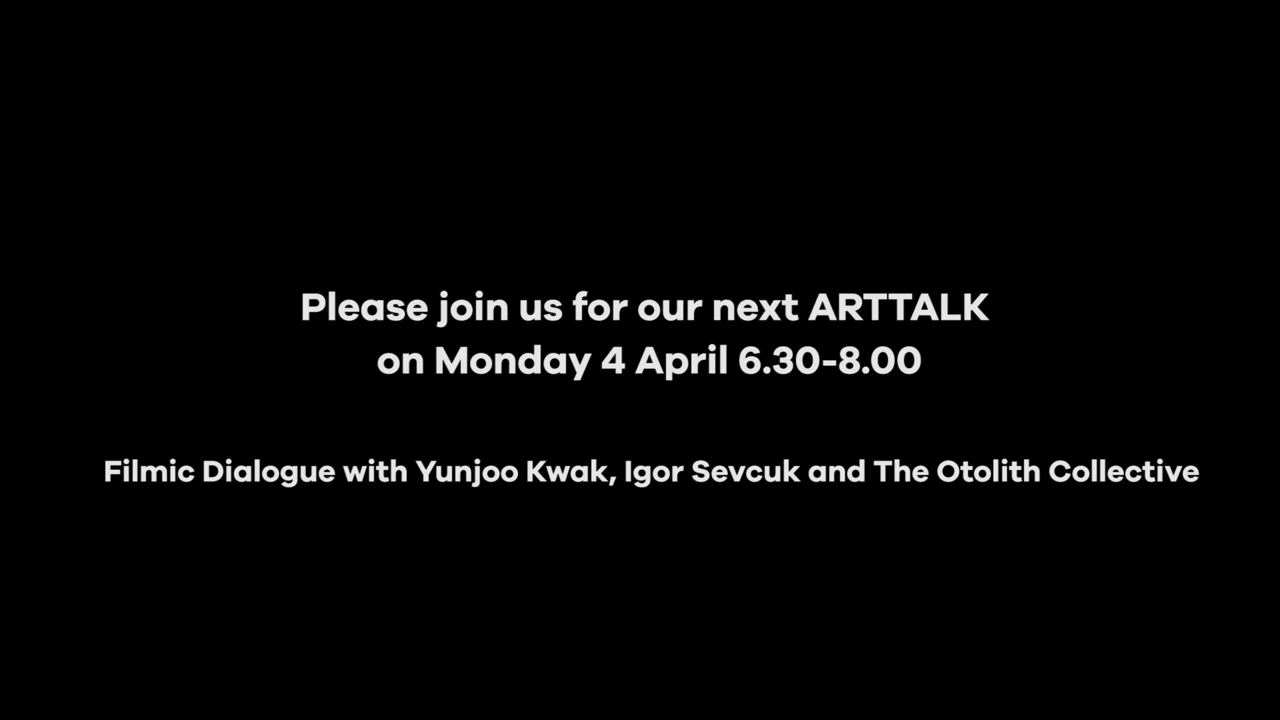 Please join us for our next ARTTALK
on Monday 4 April 6.30-8.00
Filmic Dialogue with Yunjoo Kwak, Igor Sevcuk and The Otolith Collective